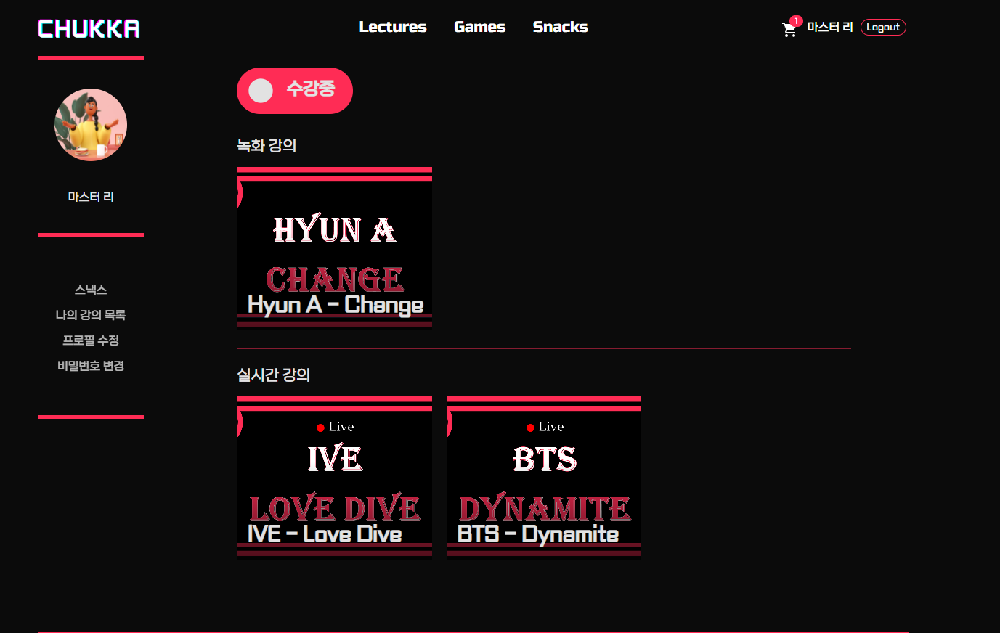 CHUKKA
Lectures Games Snacks
1
마스터 리 Logout
마스터 리
스낵스
나의 강의 목록
프로필 수정
비밀번호 변경
수강중
녹화 강의
HYUN A
CHANGE
Hyun A - Change
실시간 강의
Live
IVE
LOVE DIVE
IVE - Love Dive
Live
BTS
DYNAMITE
BTS - Dynamite